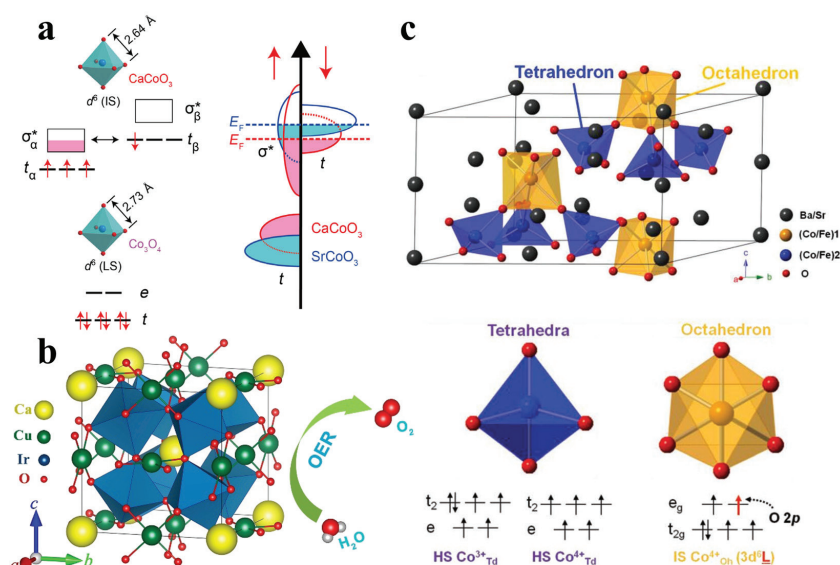 a
2.64 Å
CaCoO₃
d⁶ (IS)
σ*β
σ*α
tβ
tα
2.73 Å
Co₃O₄
d⁶ (LS)
e
t
EF
EF
σ*
t
CaCoO₃
SrCoO₃
t
b
Ca
Cu
Ir
O
c
a
b
OER
O₂
H₂O
c
Tetrahedron
Octahedron
Ba/Sr
(Co/Fe)1
(Co/Fe)2
O
c
a
b
Tetrahedra
Octahedron
t₂
e
HS Co³⁺Td
t₂
e
HS Co⁴⁺Td
eg
O 2p
t2g
IS Co⁴⁺Oh (3d⁶L)